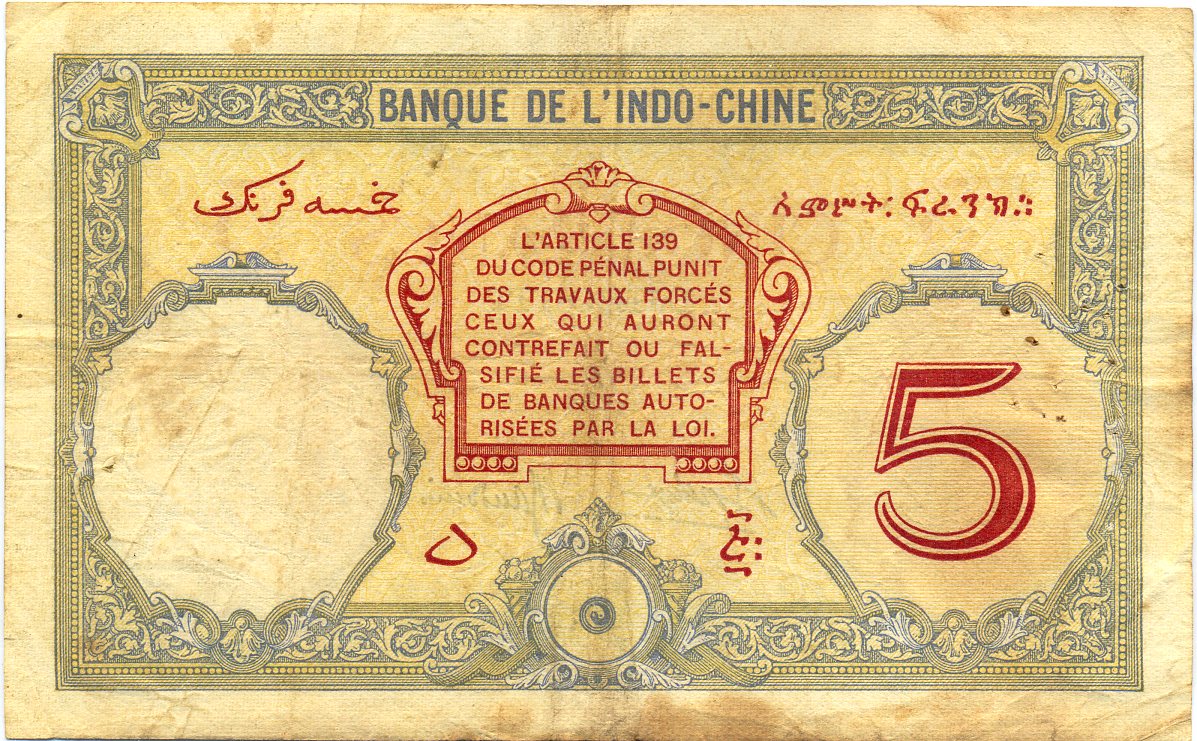 BANQUE DE L'INDO-CHINE
خمسه فرنك
አምሥት፡ ፍራንክ።
L'ARTICLE 139
DU CODE PÉNAL PUNIT
DES TRAVAUX FORCÉS
CEUX QUI AURONT
CONTREFAIT OU FAL-
SIFIÉ LES BILLETS
DE BANQUES AUTO-
RISÉES PAR LA LOI.
5
٥
፭።